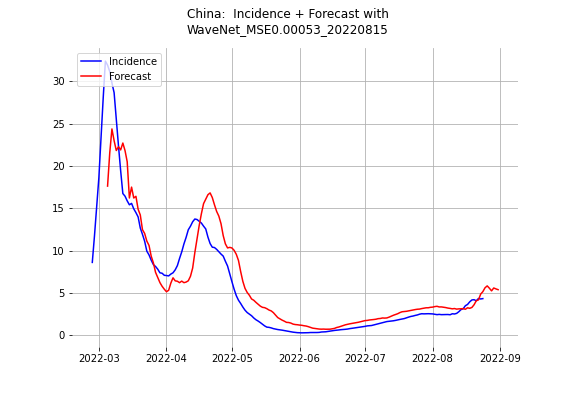 China:  Incidence + Forecast with
WaveNet_MSE0.00053_20220815
Incidence
Forecast
30
25
20
15
10
5
0
2022-03 2022-04 2022-05 2022-06 2022-07 2022-08 2022-09